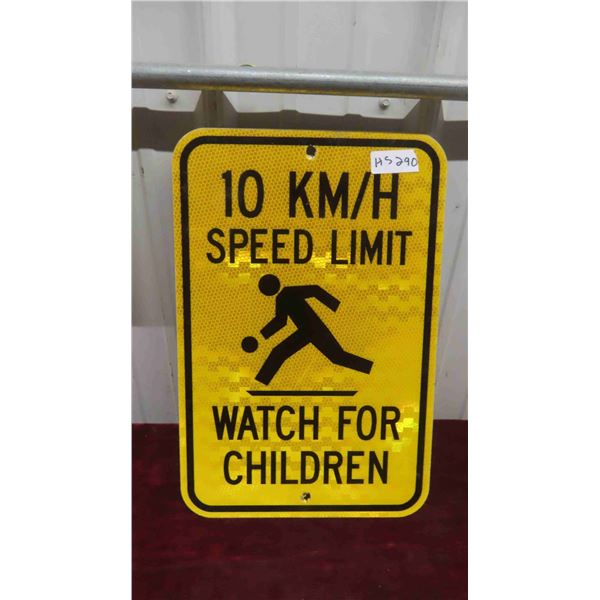 HS290
10 KM/H
SPEED LIMIT
WATCH FOR
CHILDREN